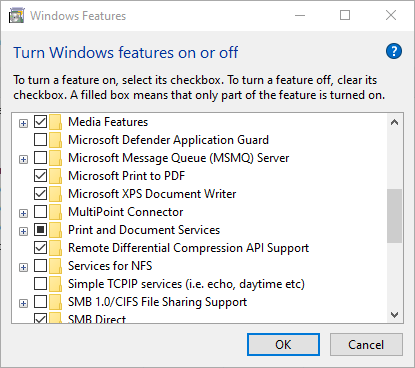 Windows Features
Turn Windows features on or off
To turn a feature on, select its checkbox. To turn a feature off, clear its
checkbox. A filled box means that only part of the feature is turned on.
Media Features
Microsoft Defender Application Guard
Microsoft Message Queue (MSMQ) Server
Microsoft Print to PDF
Microsoft XPS Document Writer
MultiPoint Connector
Print and Document Services
Remote Differential Compression API Support
Services for NFS
Simple TCPIP services (i.e. echo, daytime etc)
SMB 1.0/CIFS File Sharing Support
SMB Direct
OK Cancel